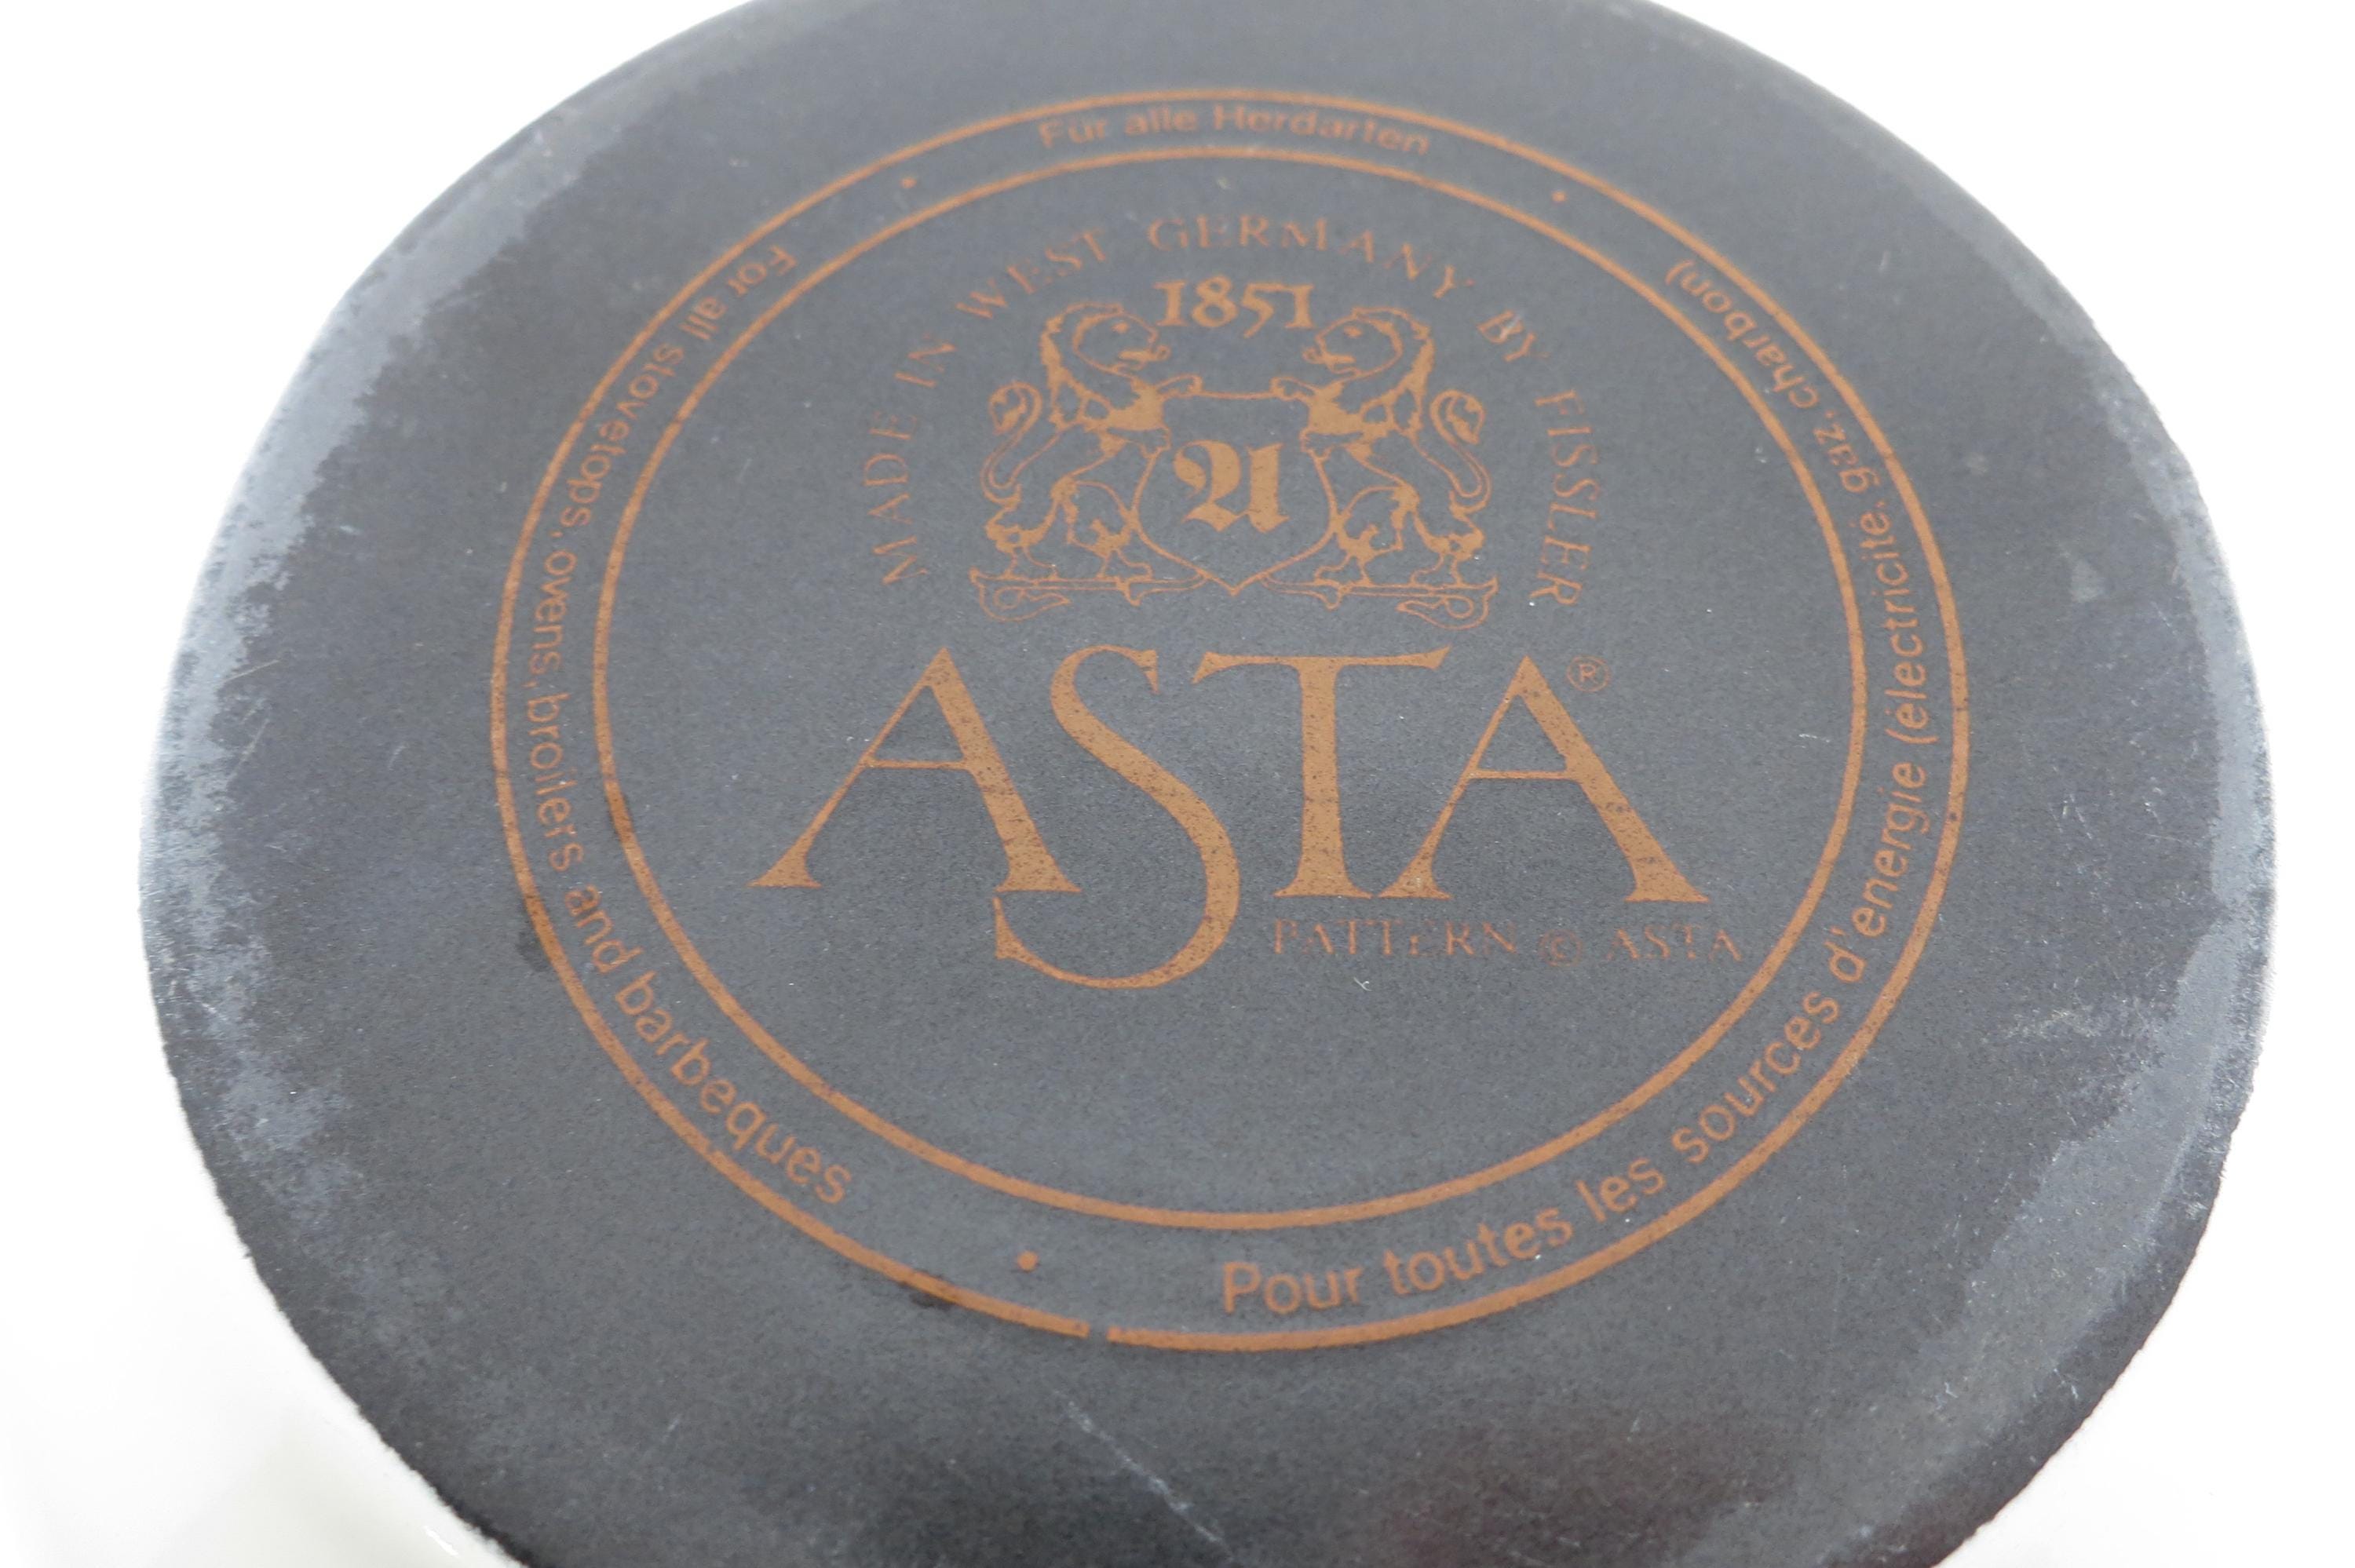 Für alle Herdarten
For all stovetops, ovens, broilers and barbeques
Pour toutes les sources d'energie (électricité, gaz, charbon)
MADE IN WEST GERMANY BY FISSLER
1851
𝔄
ASTA®
PATTERN © ASTA